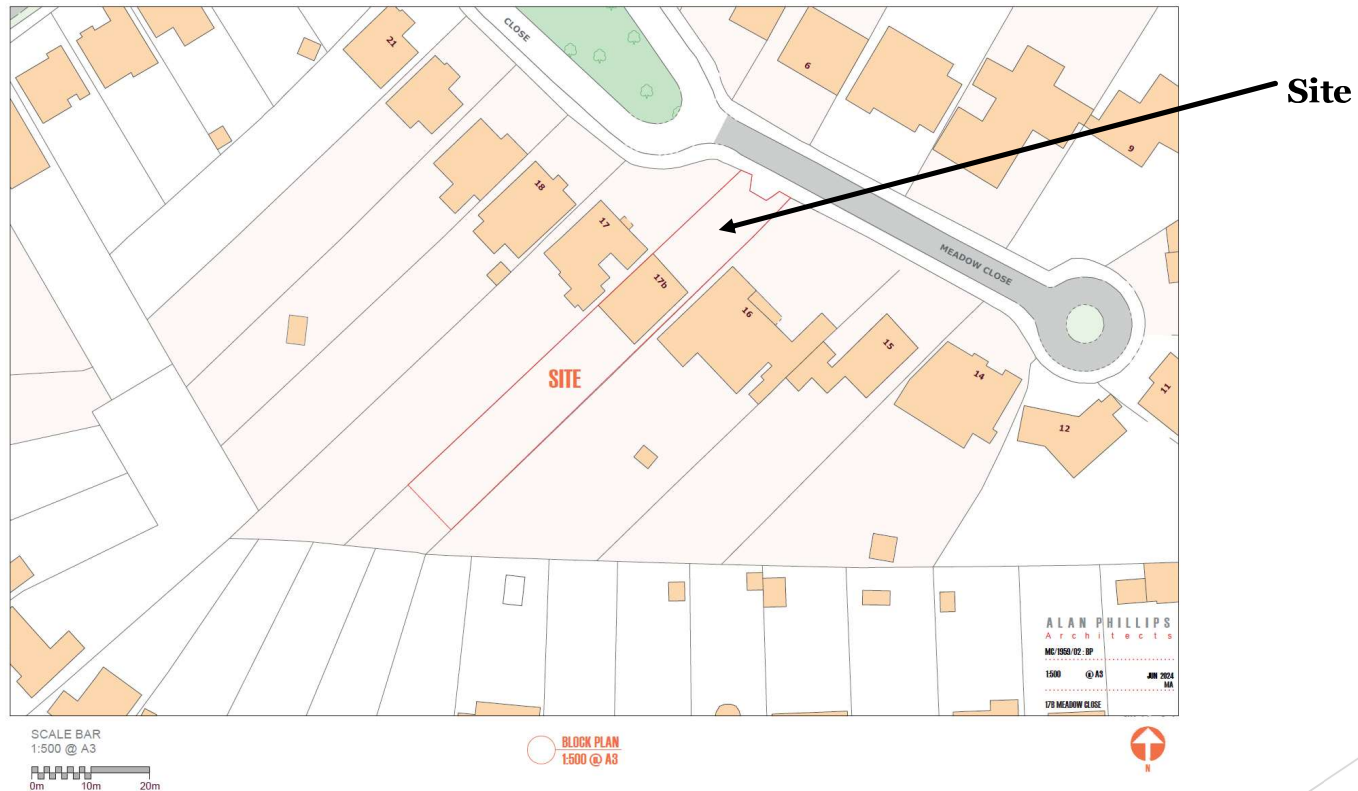 Site
CLOSE
21
6
9
18
17
17b
MEADOW CLOSE
16
15
14
11
12
SITE
ALAN PHILLIPS
Architects
MC/1959/02 : BP
1:500 @ A3 JUN 2024
MA
17B MEADOW CLOSE
SCALE BAR
1:500 @ A3
0m 10m 20m
BLOCK PLAN
1:500 @ A3
N